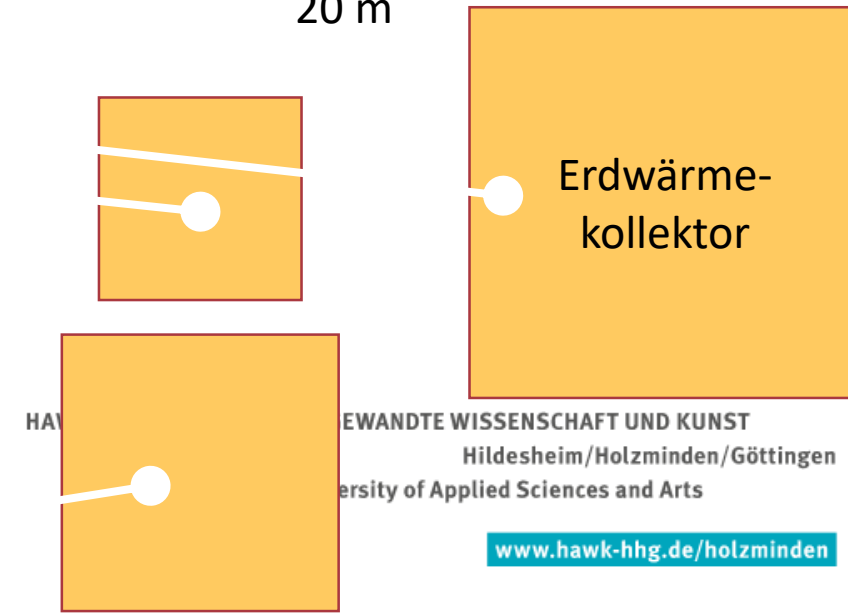 20 m
Erdwärme-
kollektor
EWANDTE WISSENSCHAFT UND KUNST
Hildesheim/Holzminden/Göttingen
ersity of Applied Sciences and Arts
www.hawk-hhg.de/holzminden